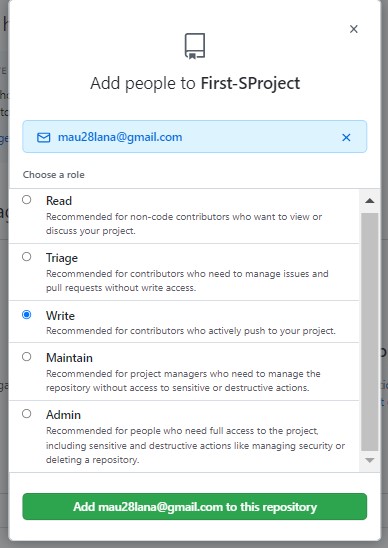 Add people to First-SProject
mau28lana@gmail.com
Choose a role
Read
Recommended for non-code contributors who want to view or
discuss your project.
Triage
Recommended for contributors who need to manage issues and
pull requests without write access.
Write
Recommended for contributors who actively push to your project.
Maintain
Recommended for project managers who need to manage the
repository without access to sensitive or destructive actions.
Admin
Recommended for people who need full access to the project,
including sensitive and destructive actions like managing security or
deleting a repository.
Add mau28lana@gmail.com to this repository